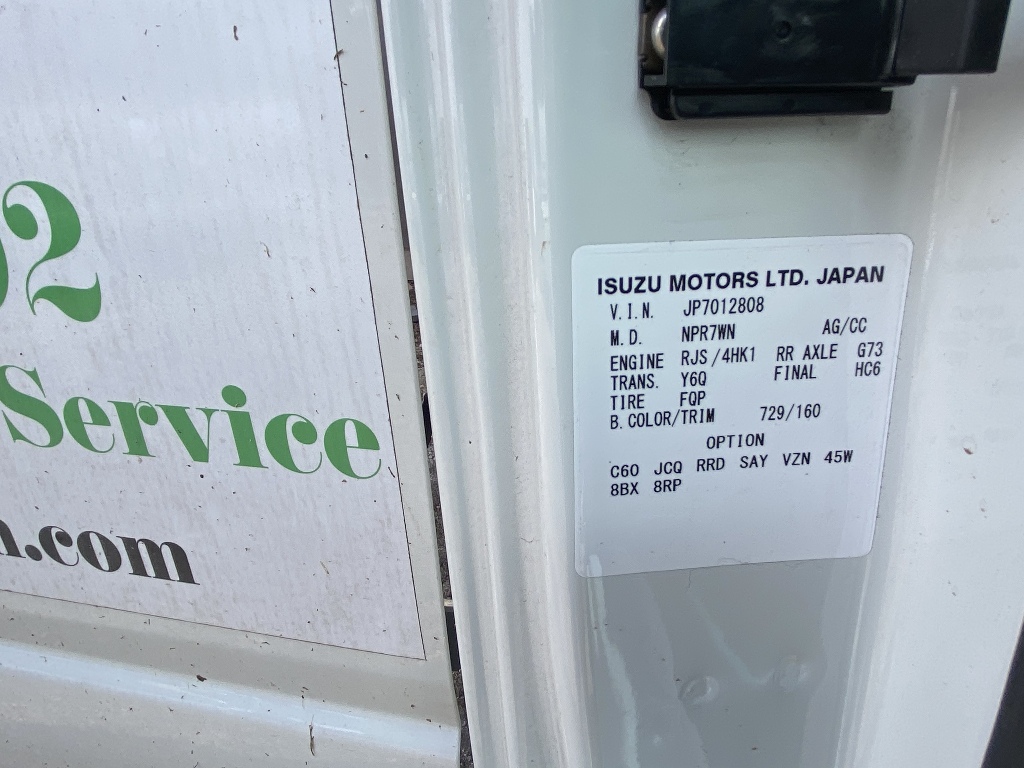 2
Service
.com
ISUZU MOTORS LTD. JAPAN
V.I.N. JP7012808
M.D. NPR7WN AG/CC
ENGINE RJS/4HK1 RR AXLE G73
TRANS. Y6Q FINAL HC6
TIRE FQP
B.COLOR/TRIM 729/160
OPTION
C60 JCQ RRD SAY VZN 45W
8BX 8RP